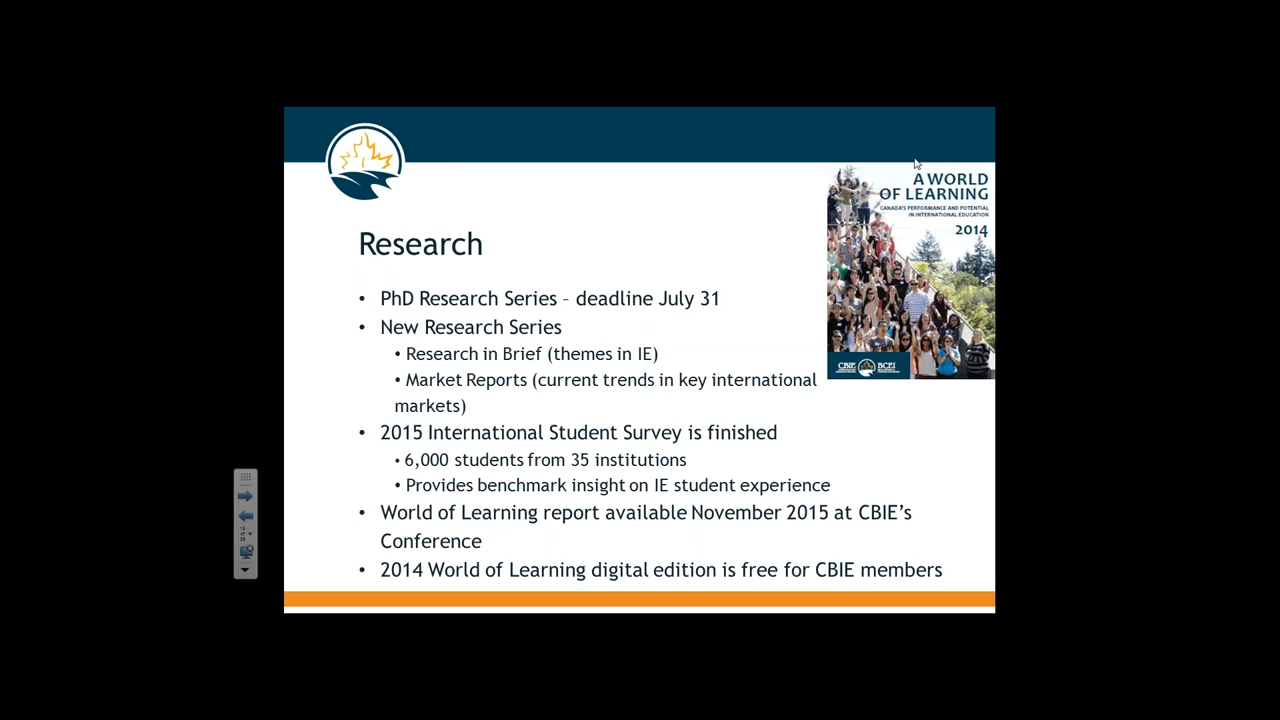 A WORLD
OF LEARNING
CANADA'S PERFORMANCE AND POTENTIAL
IN INTERNATIONAL EDUCATION
2014
CBIE BCEI
Research
• PhD Research Series – deadline July 31
• New Research Series
• Research in Brief (themes in IE)
• Market Reports (current trends in key international
markets)
• 2015 International Student Survey is finished
• 6,000 students from 35 institutions
• Provides benchmark insight on IE student experience
• World of Learning report available November 2015 at CBIE's
Conference
• 2014 World of Learning digital edition is free for CBIE members